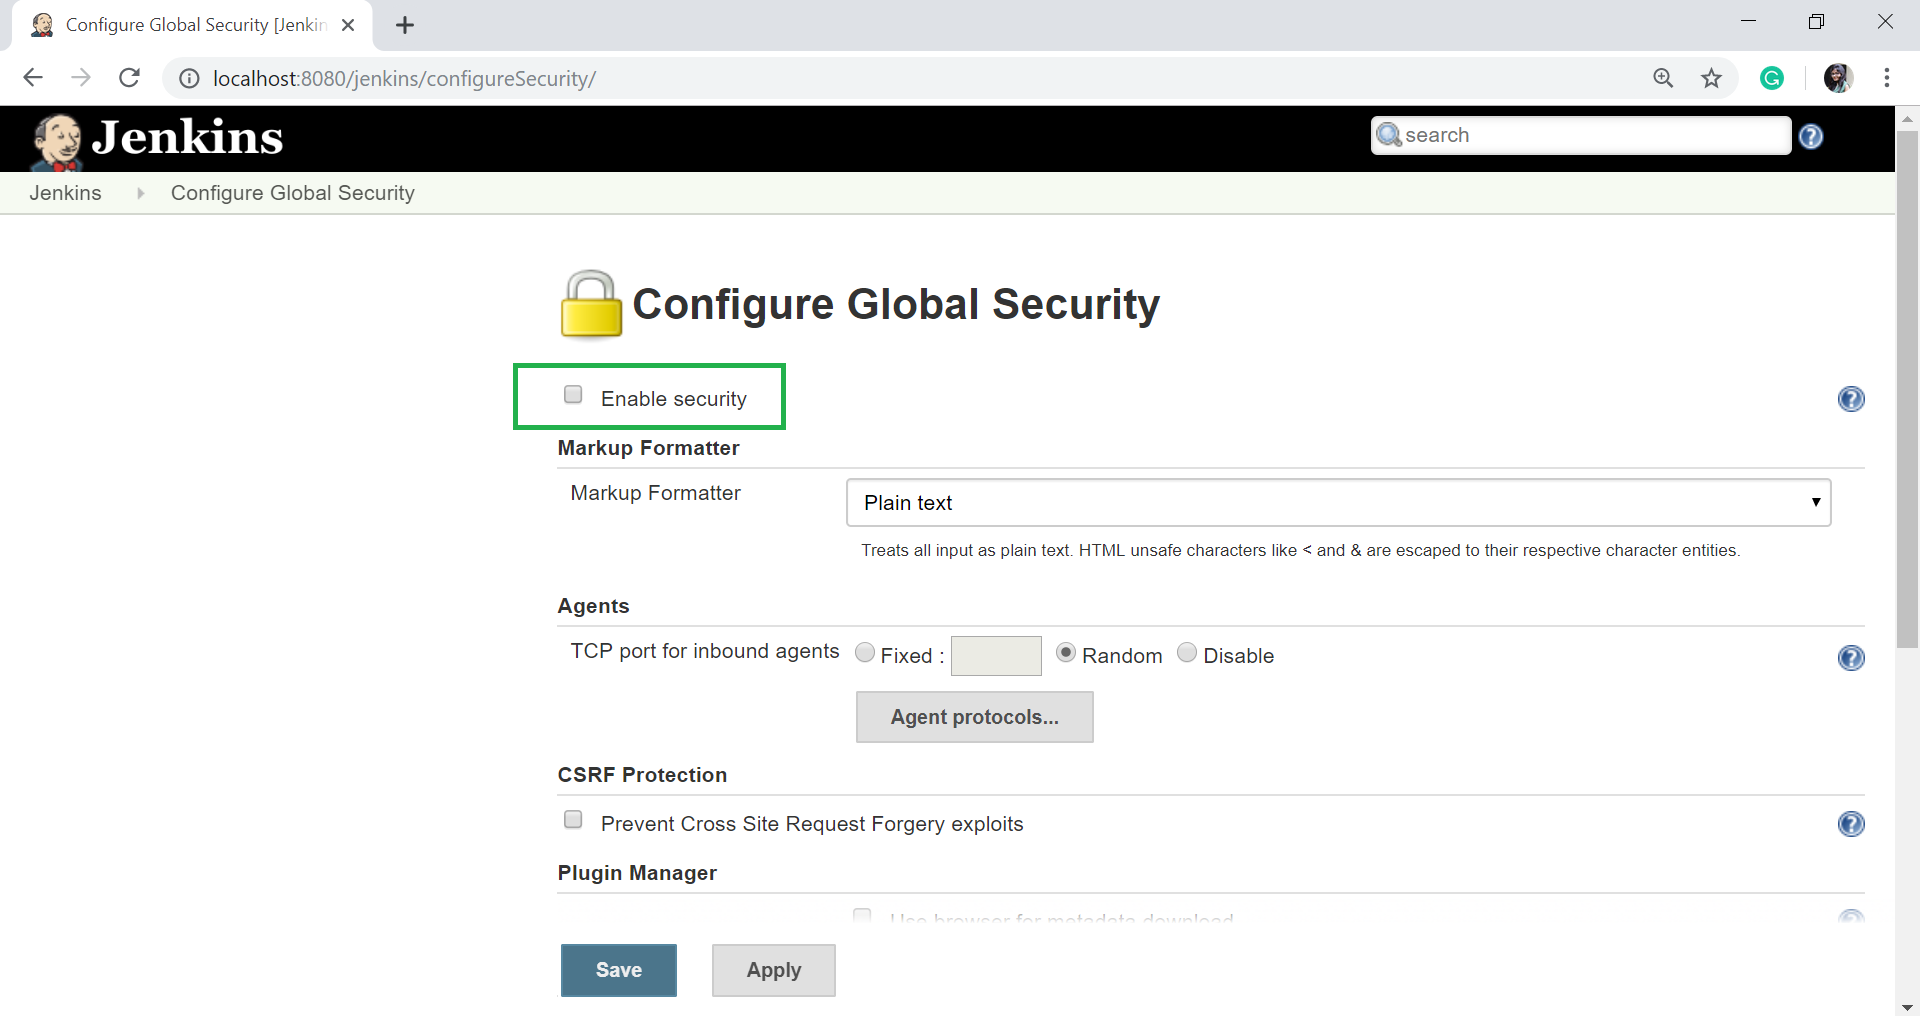 Configure Global Security [Jenkin
localhost:8080/jenkins/configureSecurity/
Jenkins
search
Jenkins Configure Global Security
Configure Global Security
Enable security
Markup Formatter
Markup Formatter Plain text
Treats all input as plain text. HTML unsafe characters like < and & are escaped to their respective character entities.
Agents
TCP port for inbound agents Fixed : Random Disable
Agent protocols...
CSRF Protection
Prevent Cross Site Request Forgery exploits
Plugin Manager
Use browser for metadata download
Save Apply